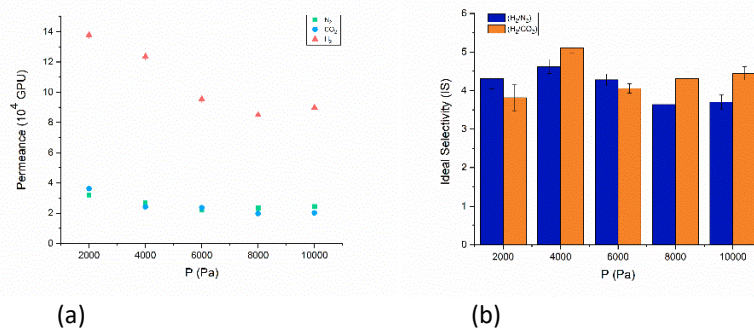 N₂
CO₂
H₂
14
12
10
8
6
4
2
0
Permeance (10⁴ GPU)
2000 4000 6000 8000 10000
P (Pa)
(a)
(H₂/N₂)
(H₂/CO₂)
6
5
4
3
2
1
0
Ideal Selectivity (IS)
2000 4000 6000 8000 10000
P (Pa)
(b)